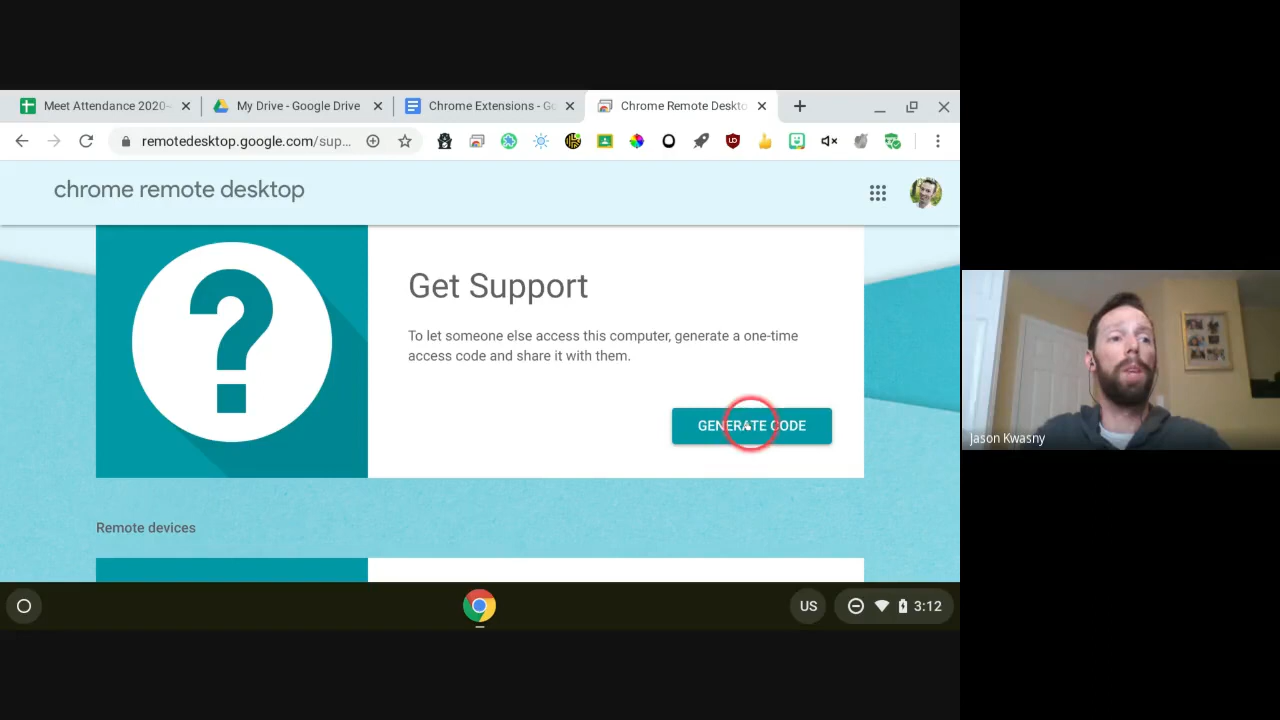 Meet Attendance 2020-
My Drive - Google Drive
Chrome Extensions - Go
Chrome Remote Deskto
remotedesktop.google.com/sup...
chrome remote desktop
Get Support
To let someone else access this computer, generate a one-time
access code and share it with them.
GENERATE CODE
Remote devices
Jason Kwasny
US
3:12